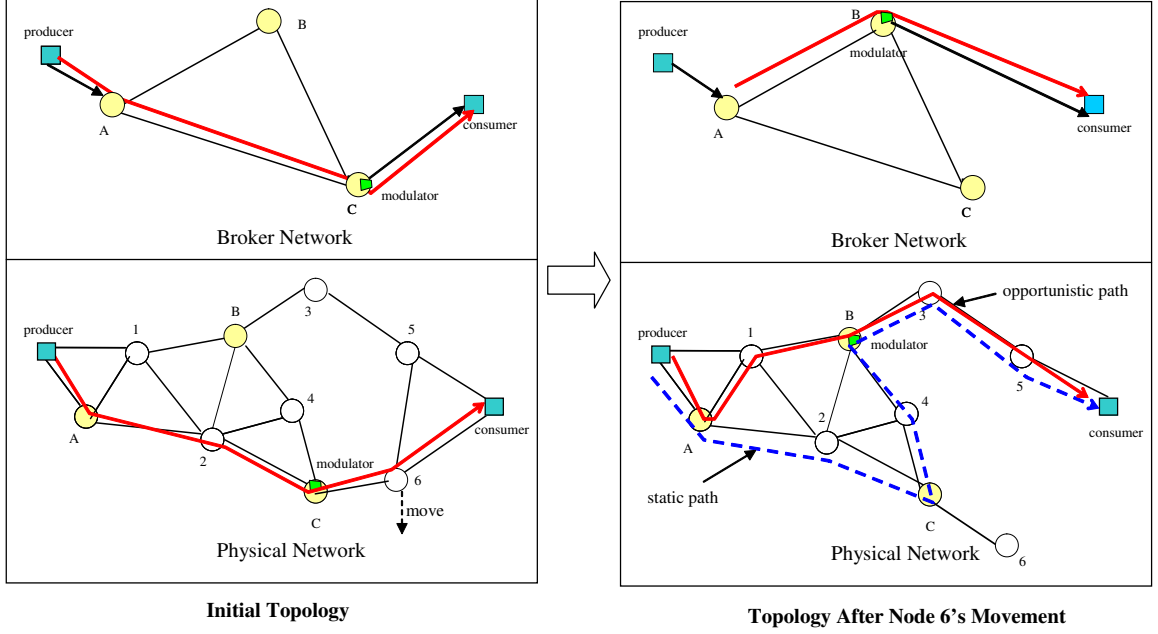 producer
B
A
consumer
modulator
C
Broker Network
producer
1
B
3
5
4
A
2
modulator
consumer
6
C
move
Physical Network
Initial Topology
producer
B
modulator
A
consumer
C
Broker Network
producer
1
B
modulator
3
opportunistic path
5
4
2
A
consumer
static path
C
Physical Network
6
Topology After Node 6's Movement